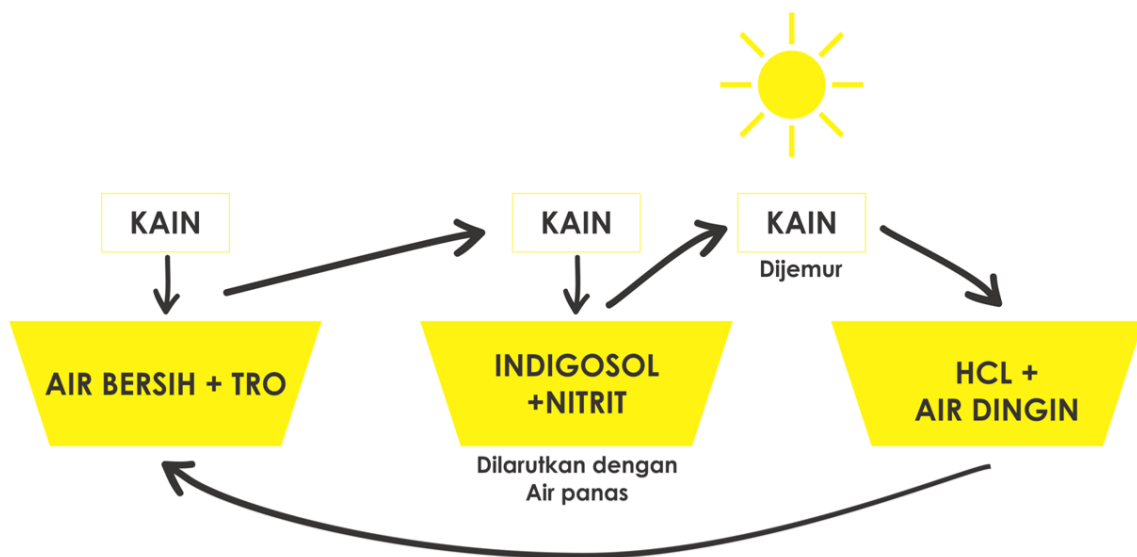 KAIN
KAIN
KAIN
Dijemur
AIR BERSIH + TRO
INDIGOSOL
+NITRIT
HCL +
AIR DINGIN
Dilarutkan dengan
Air panas